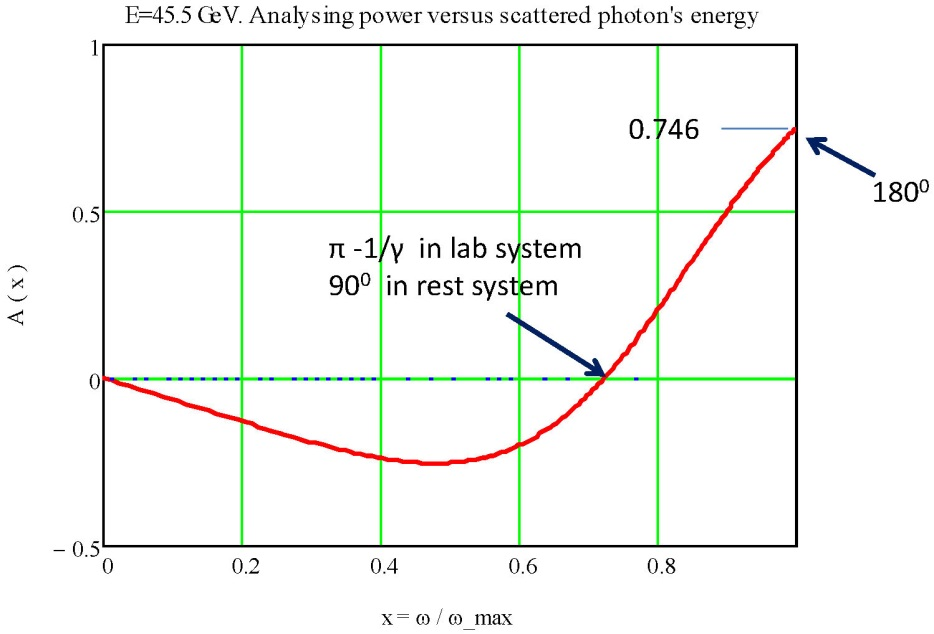 E=45.5 GeV. Analysing power versus scattered photon's energy
1
0.746
180⁰
0.5
π -1/γ in lab system
90⁰ in rest system
A ( x )
0
− 0.5
0
0.2
0.4
0.6
0.8
x = ω / ω_max